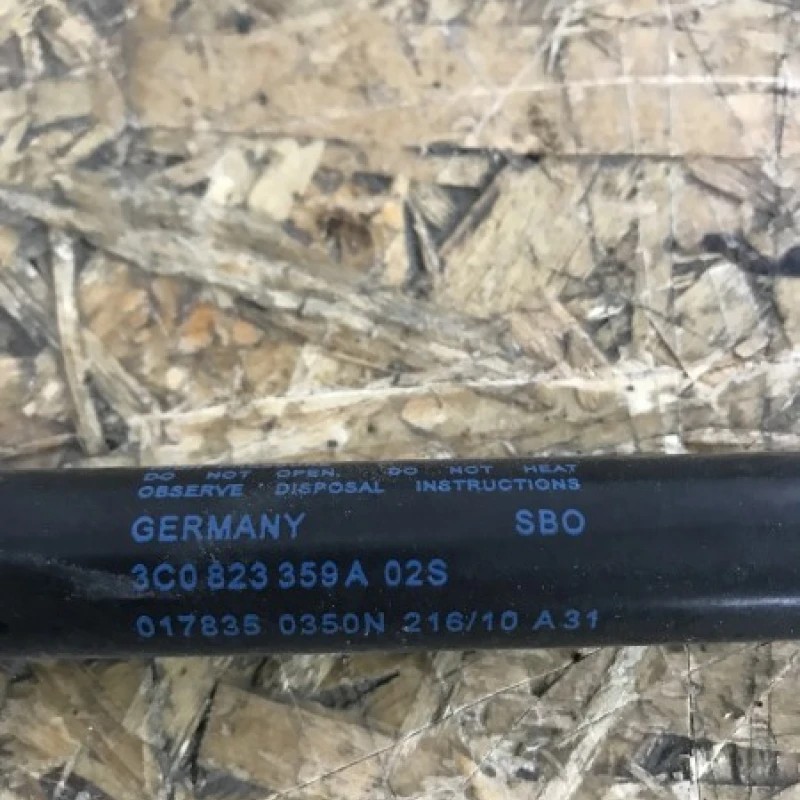 DO NOT OPEN. DO NOT HEAT
OBSERVE DISPOSAL INSTRUCTIONS
GERMANY SBO
3C0 823 359 A 02S
017835 0350N 216/10 A31